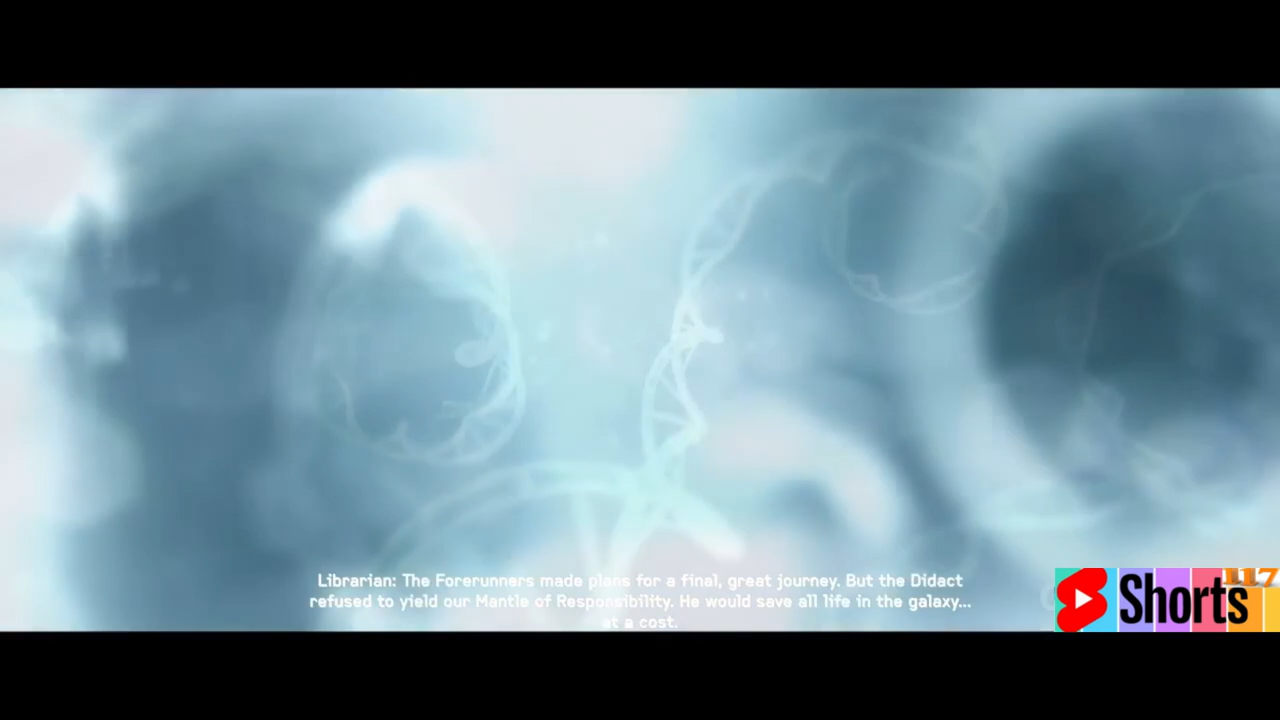 Librarian: The Forerunners made plans for a final, great journey. But the Didact
refused to yield our Mantle of Responsibility. He would save all life in the galaxy...
at a cost.
117
Shorts